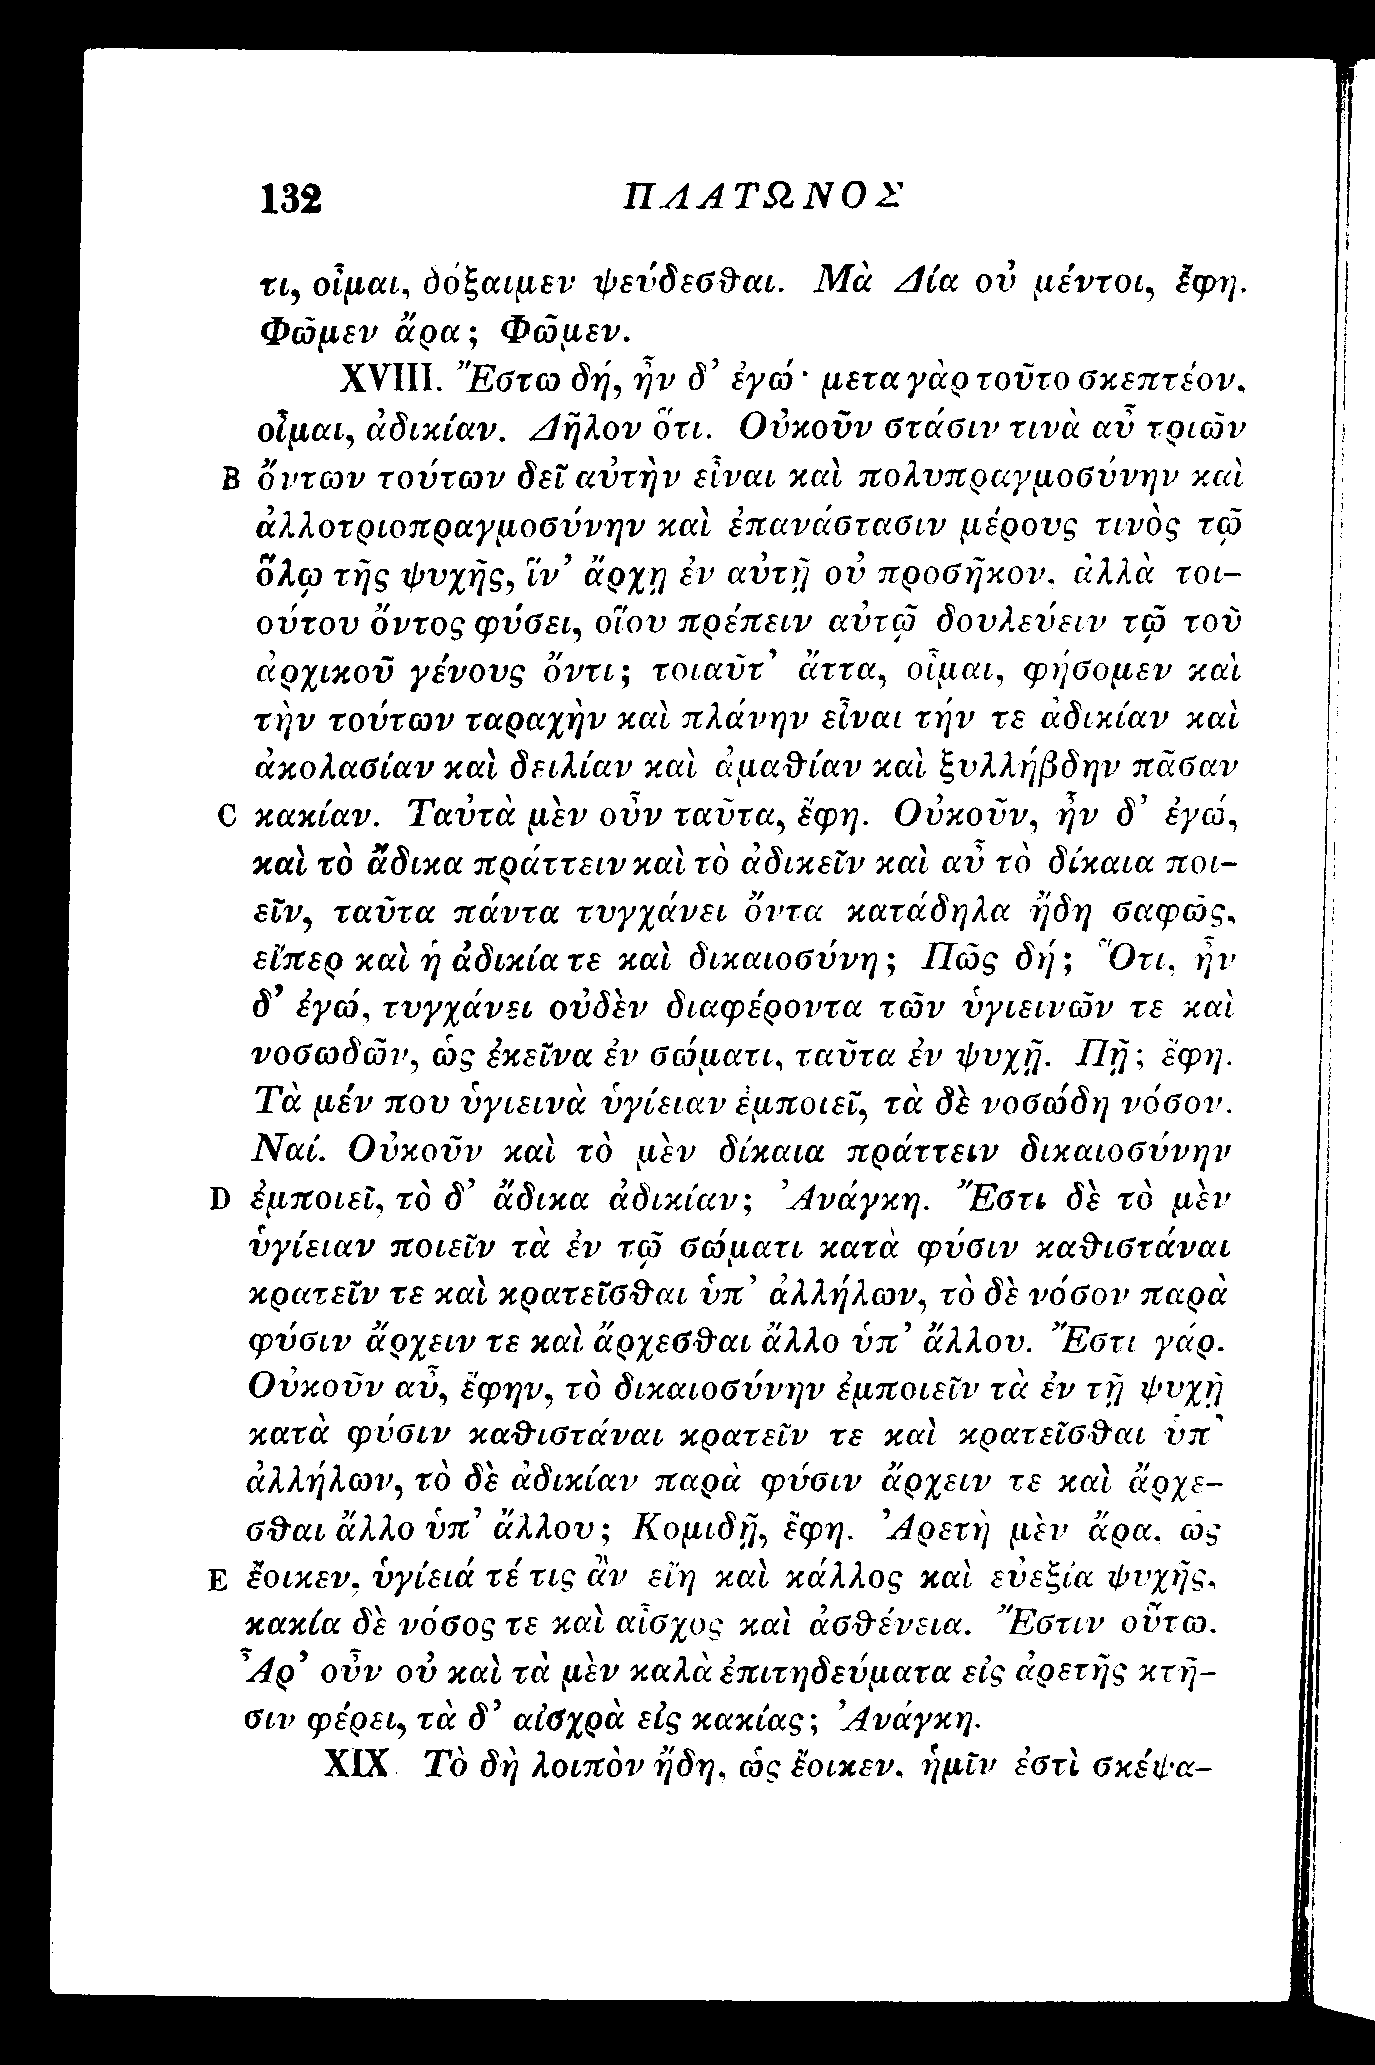 132 ΠΛΑΤΩΝΟΣ
τι, οἶμαι, δόξαιμεν ψεύδεσθαι. Μὰ Δία οὐ μέντοι, ἔφη.
Φῶμεν ἄρα; Φῶμεν.
XVIII. Ἔστω δή, ἦν δ’ ἐγώ· μετα γὰρ τοῦτο σκεπτέον,
οἶμαι, ἀδικίαν. Δῆλον ὅτι. Οὐκοῦν στάσιν τινὰ αὖ τριῶν
B ὄντων τούτων δεῖ αὐτὴν εἶναι καὶ πολυπραγμοσύνην καὶ
ἀλλοτριοπραγμοσύνην καὶ ἐπανάστασιν μέρους τινὸς τῷ
ὅλῳ τῆς ψυχῆς, ἵν’ ἄρχῃ ἐν αὐτῇ οὐ προσῆκον, ἀλλὰ τοι-
ούτου ὄντος φύσει, οἵου πρέπειν αὐτῷ δουλεύειν τῷ τοῦ
ἀρχικοῦ γένους ὄντι; τοιαῦτ’ ἄττα, οἶμαι, φήσομεν καὶ
τὴν τούτων ταραχὴν καὶ πλάνην εἶναι τήν τε ἀδικίαν καὶ
ἀκολασίαν καὶ δειλίαν καὶ ἀμαθίαν καὶ ξυλλήβδην πᾶσαν
C κακίαν. Ταὐτὰ μὲν οὖν ταῦτα, ἔφη. Οὐκοῦν, ἦν δ’ ἐγώ,
καὶ τὸ ἄδικα πράττειν καὶ τὸ ἀδικεῖν καὶ αὖ τὸ δίκαια ποι-
εῖν, ταῦτα πάντα τυγχάνει ὄντα κατάδηλα ἤδη σαφῶς,
εἴπερ καὶ ἡ ἀδικία τε καὶ δικαιοσύνη; Πῶς δή; Ὅτι, ἦν
δ’ ἐγώ, τυγχάνει οὐδὲν διαφέροντα τῶν ὑγιεινῶν τε καὶ
νοσωδῶν, ὡς ἐκεῖνα ἐν σώματι, ταῦτα ἐν ψυχῇ. Πῇ; ἔφη.
Τὰ μέν που ὑγιεινὰ ὑγίειαν ἐμποιεῖ, τὰ δὲ νοσώδη νόσον.
Ναί. Οὐκοῦν καὶ τὸ μὲν δίκαια πράττειν δικαιοσύνην
D ἐμποιεῖ, τὸ δ’ ἄδικα ἀδικίαν; Ἀνάγκη. Ἔστι δὲ τὸ μὲν
ὑγίειαν ποιεῖν τὰ ἐν τῷ σώματι κατὰ φύσιν καθιστάναι
κρατεῖν τε καὶ κρατεῖσθαι ὑπ’ ἀλλήλων, τὸ δὲ νόσον παρὰ
φύσιν ἄρχειν τε καὶ ἄρχεσθαι ἄλλο ὑπ’ ἄλλου. Ἔστι γάρ.
Οὐκοῦν αὖ, ἔφην, τὸ δικαιοσύνην ἐμποιεῖν τὰ ἐν τῇ ψυχῇ
κατὰ φύσιν καθιστάναι κρατεῖν τε καὶ κρατεῖσθαι ὑπ’
ἀλλήλων, τὸ δὲ ἀδικίαν παρὰ φύσιν ἄρχειν τε καὶ ἄρχε-
σθαι ἄλλο ὑπ’ ἄλλου; Κομιδῇ, ἔφη. Ἀρετὴ μὲν ἄρα, ὡς
E ἔοικεν, ὑγίειά τέ τις ἂν εἴη καὶ κάλλος καὶ εὐεξία ψυχῆς,
κακία δὲ νόσος τε καὶ αἶσχος καὶ ἀσθένεια. Ἔστιν οὕτω.
Ἆρ’ οὖν οὐ καὶ τὰ μὲν καλὰ ἐπιτηδεύματα εἰς ἀρετῆς κτῆ-
σιν φέρει, τὰ δ’ αἰσχρὰ εἰς κακίας; Ἀνάγκη.
XIX Τὸ δὴ λοιπὸν ἤδη, ὡς ἔοικεν, ἡμῖν ἐστὶ σκέψα-